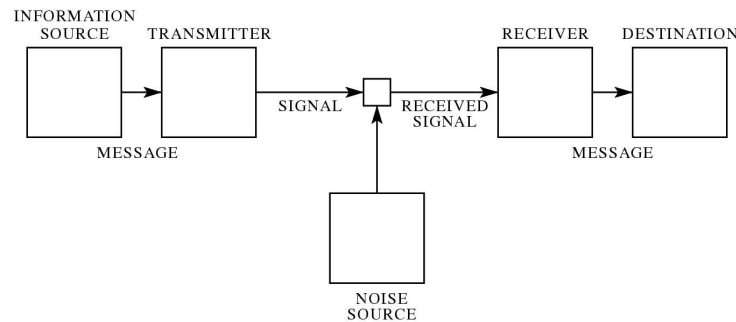 INFORMATION
SOURCE
TRANSMITTER
RECEIVER
DESTINATION
SIGNAL
RECEIVED
SIGNAL
MESSAGE
MESSAGE
NOISE
SOURCE